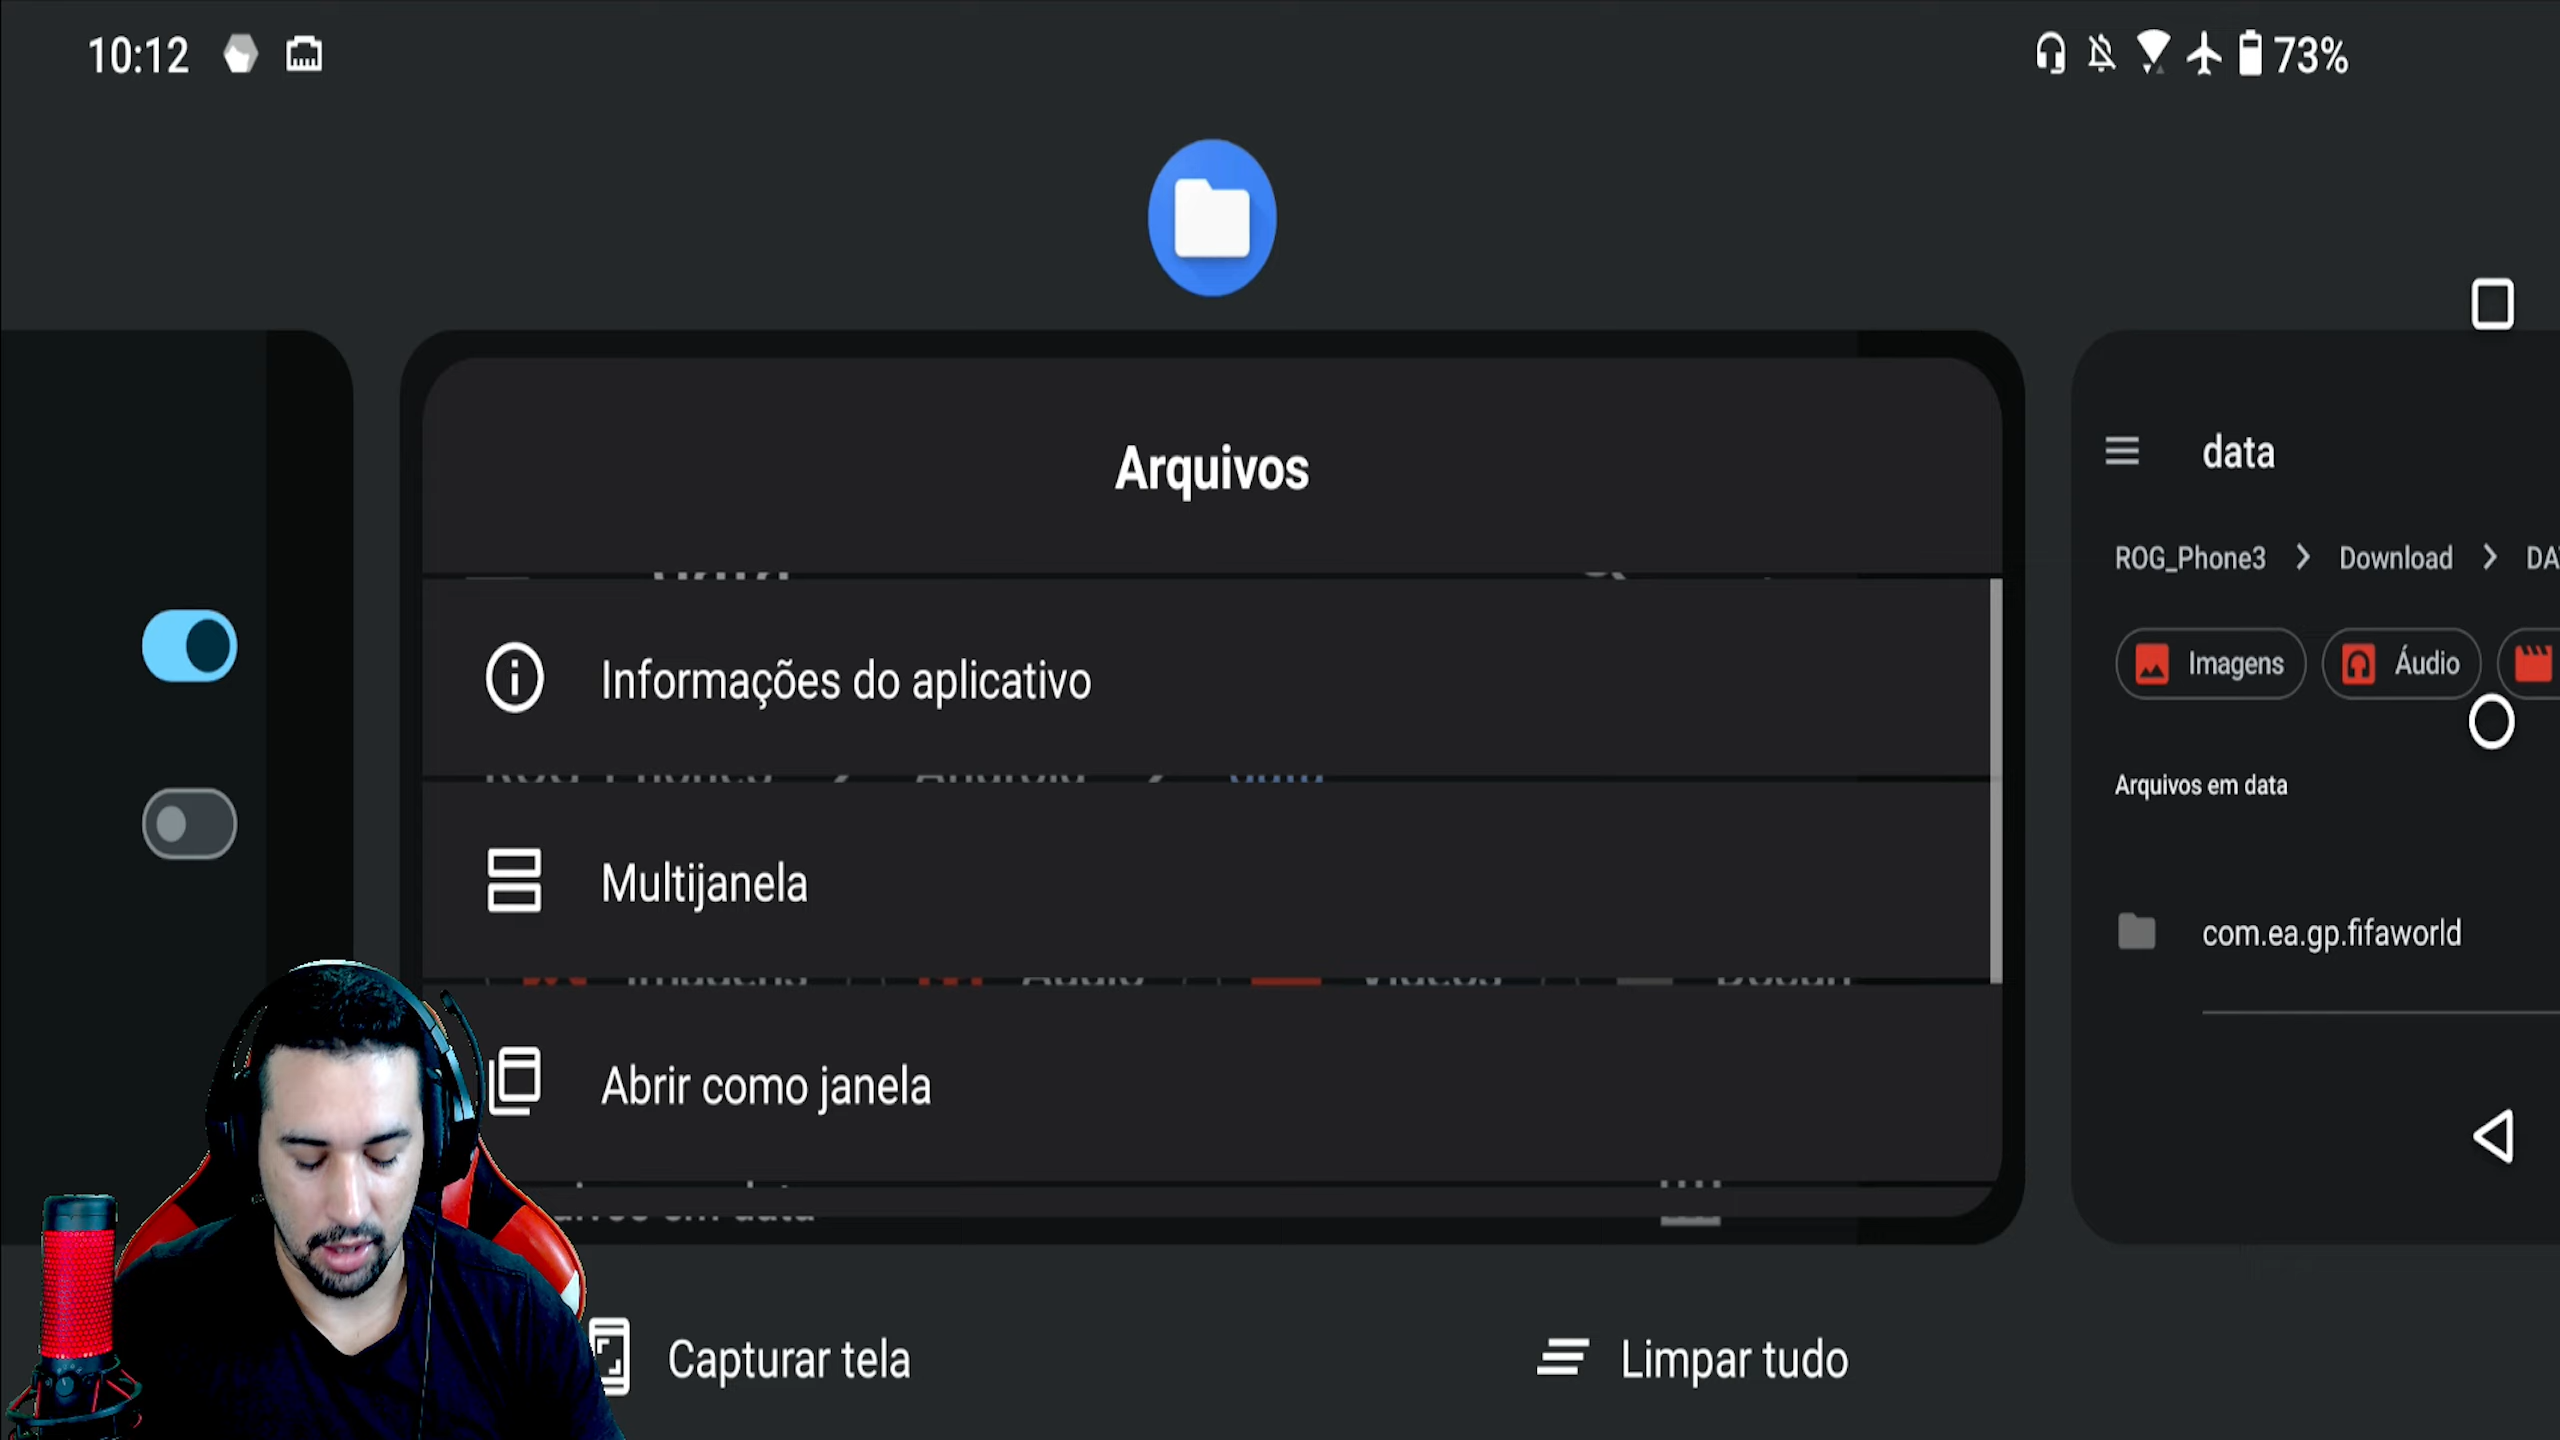 10:12
73%
Arquivos
data
ROG_Phone3 > Download >
Informações do aplicativo
Imagens
Áudio
Arquivos em data
Multijanela
com.ea.gp.fifaworld
Abrir como janela
Capturar tela
Limpar tudo